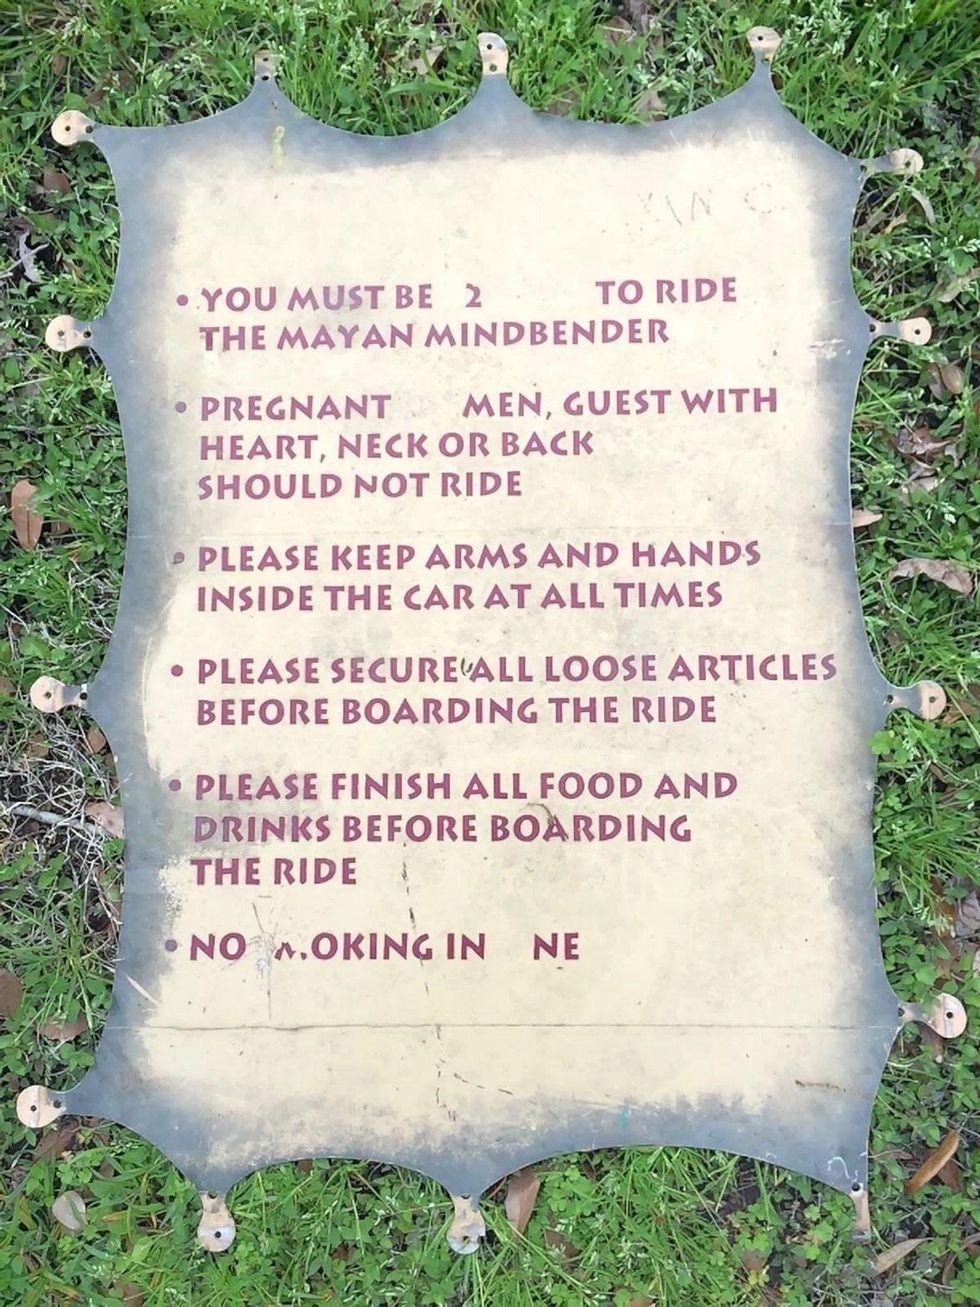 • YOU MUST BE 2 TO RIDE
THE MAYAN MINDBENDER
• PREGNANT MEN, GUEST WITH
HEART, NECK OR BACK
SHOULD NOT RIDE
• PLEASE KEEP ARMS AND HANDS
INSIDE THE CAR AT ALL TIMES
• PLEASE SECURE ALL LOOSE ARTICLES
BEFORE BOARDING THE RIDE
• PLEASE FINISH ALL FOOD AND
DRINKS BEFORE BOARDING
THE RIDE
• NO OKING IN NE